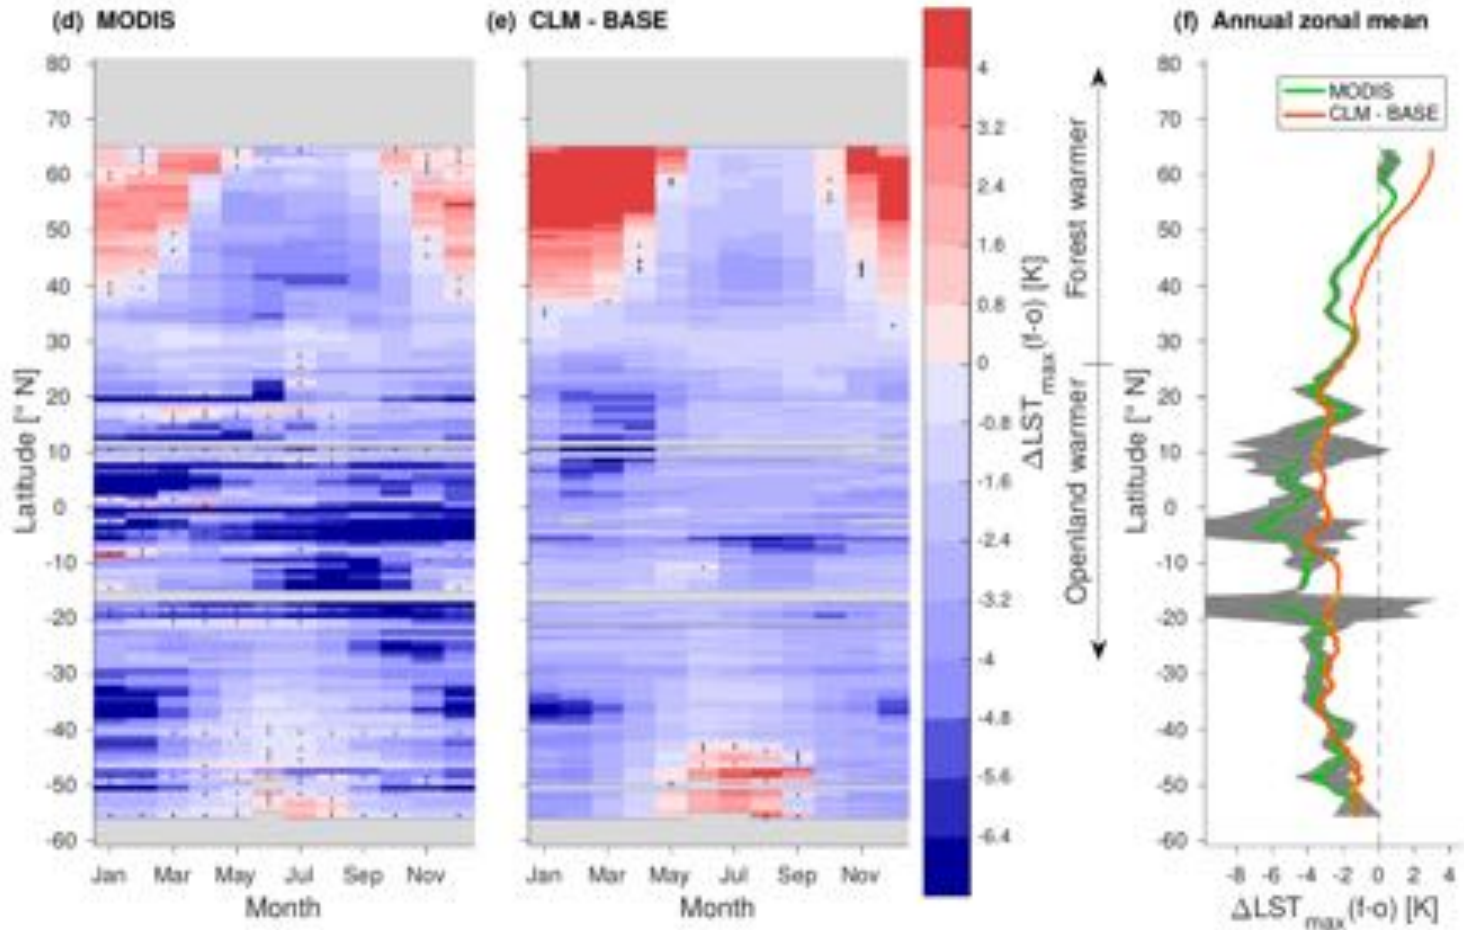 (d) MODIS
(e) CLM - BASE
(f) Annual zonal mean
80
70
60
50
40
30
20
10
0
-10
-20
-30
-40
-50
-60
Latitude [° N]
Jan Mar May Jul Sep Nov
Month
Jan Mar May Jul Sep Nov
Month
4
3.2
2.4
1.6
0.8
0
-0.8
-1.6
-2.4
-3.2
-4
-4.8
-5.6
-6.4
ΔLSTmax(f-o) [K]
Forest warmer
Openland warmer
MODIS
CLM - BASE
80
70
60
50
40
30
20
10
0
-10
-20
-30
-40
-50
-60
Latitude [° N]
-8 -6 -4 -2 0 2 4
ΔLSTmax(f-o) [K]